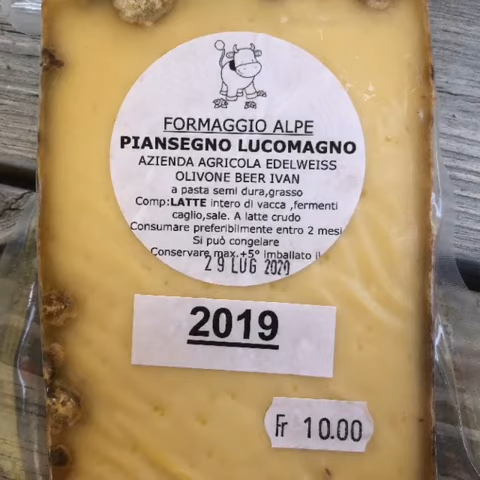 FORMAGGIO ALPE
PIANSEGNO LUCOMAGNO
AZIENDA AGRICOLA EDELWEISS
OLIVONE BEER IVAN
a pasta semi dura,grasso
Comp:LATTE intero di vacca ,fermenti
caglio,sale. A latte crudo
Consumare preferibilmente entro 2 mesi
Si può congelare
Conservare max.+5° imballato il
29 LUG 2020
2019
Fr 10.00